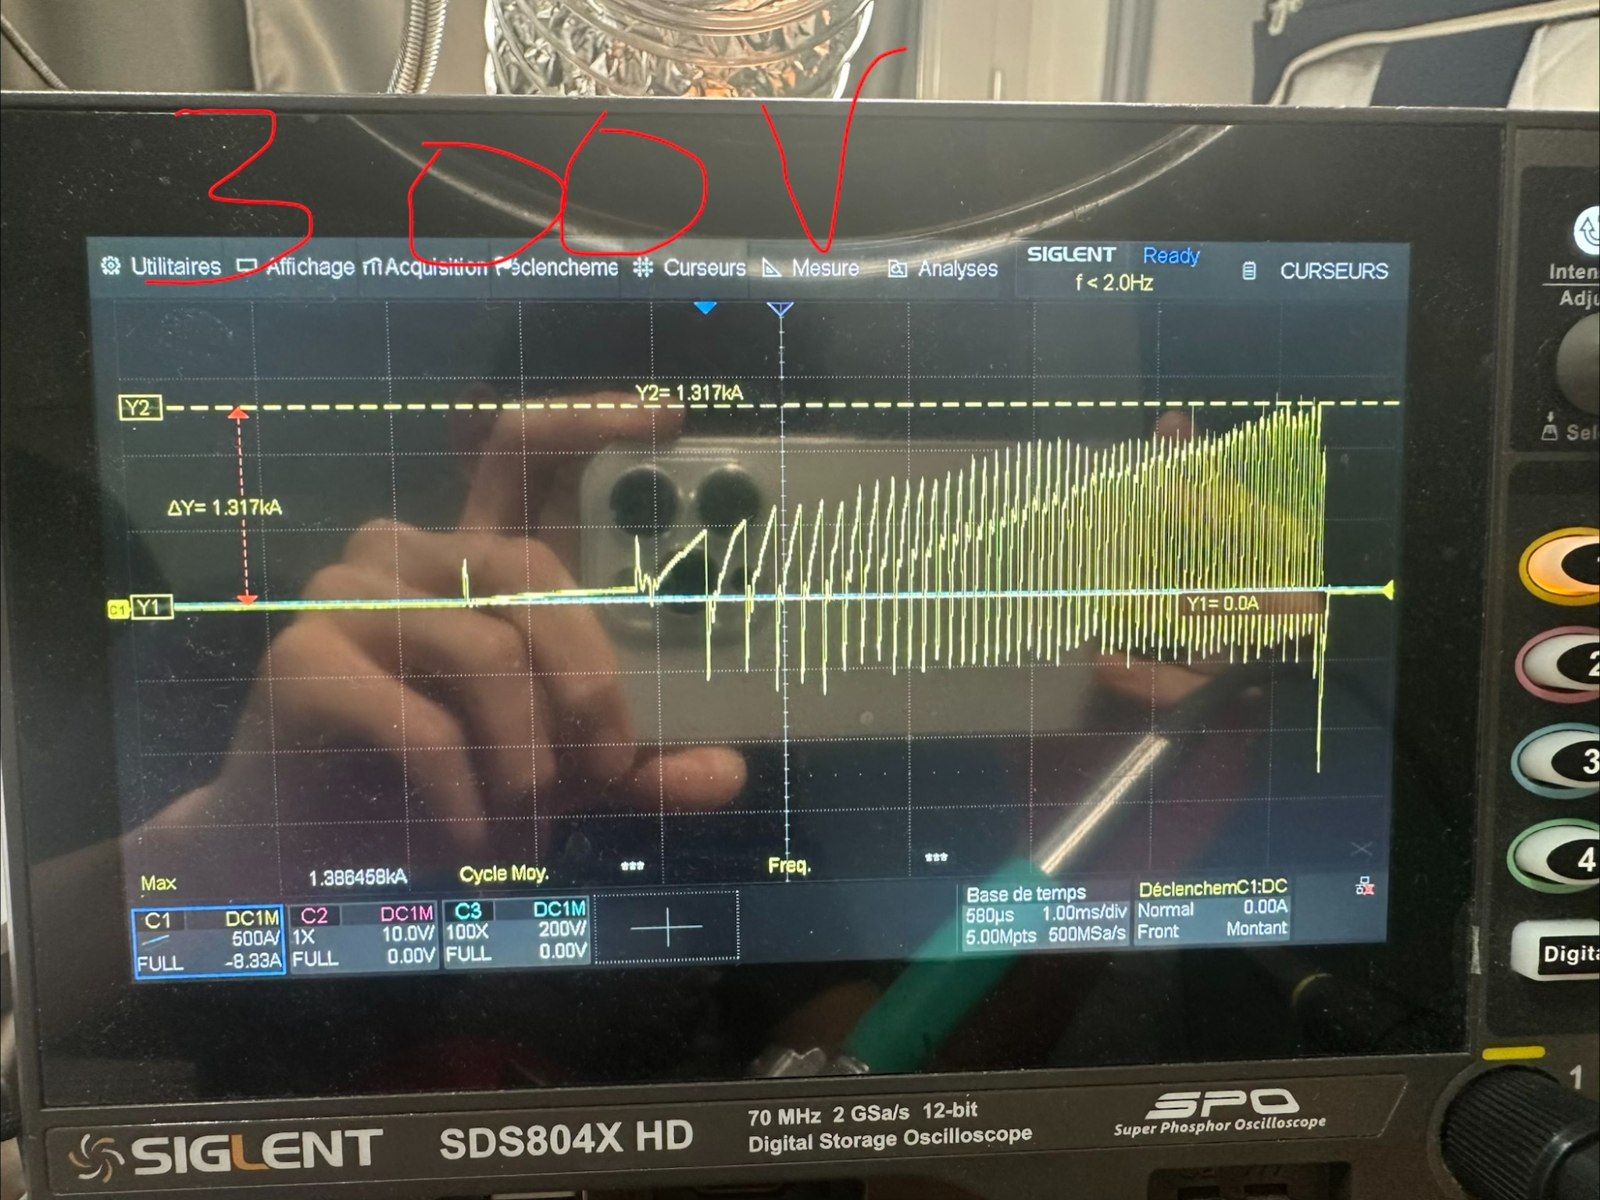 300V
Utilitaires Affichage Acquisition éclencheme Curseurs Mesure Analyses SIGLENT Ready CURSEURS
f < 2.0Hz
Inten
Adju
Y2 Y2= 1.317kA
Sel
ΔY= 1.317kA
C1 Y1 Y1= 0.0A
Max 1.386458kA Cycle Moy. *** Freq. ***
C1 DC1M C2 DC1M C3 DC1M Base de temps DéclenchemC1:DC
500A/ 1X 10.0V/ 100X 200V/ 580µs 1.00ms/div Normal 0.00A
FULL -8.33A FULL 0.00V FULL 0.00V 5.00Mpts 500MSa/s Front Montant
2
3
4
Digita
1
SIGLENT SDS804X HD 70 MHz 2 GSa/s 12-bit SPO
Digital Storage Oscilloscope Super Phosphor Oscilloscope